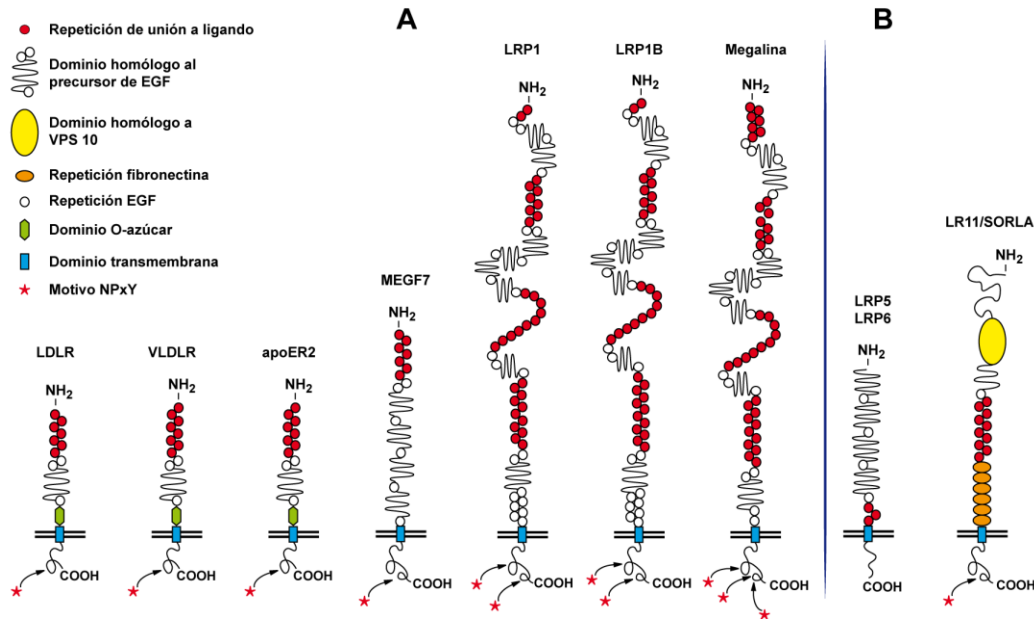 A
B
Repetición de unión a ligando
Dominio homólogo al
precursor de EGF
Dominio homólogo a
VPS 10
Repetición fibronectina
Repetición EGF
Dominio O-azúcar
Dominio transmembrana
Motivo NPxY
LDLR
NH2
COOH
VLDLR
NH2
COOH
apoER2
NH2
COOH
MEGF7
NH2
COOH
LRP1
NH2
COOH
LRP1B
NH2
COOH
Megalina
NH2
COOH
LRP5
LRP6
NH2
COOH
LR11/SORLA
NH2
COOH